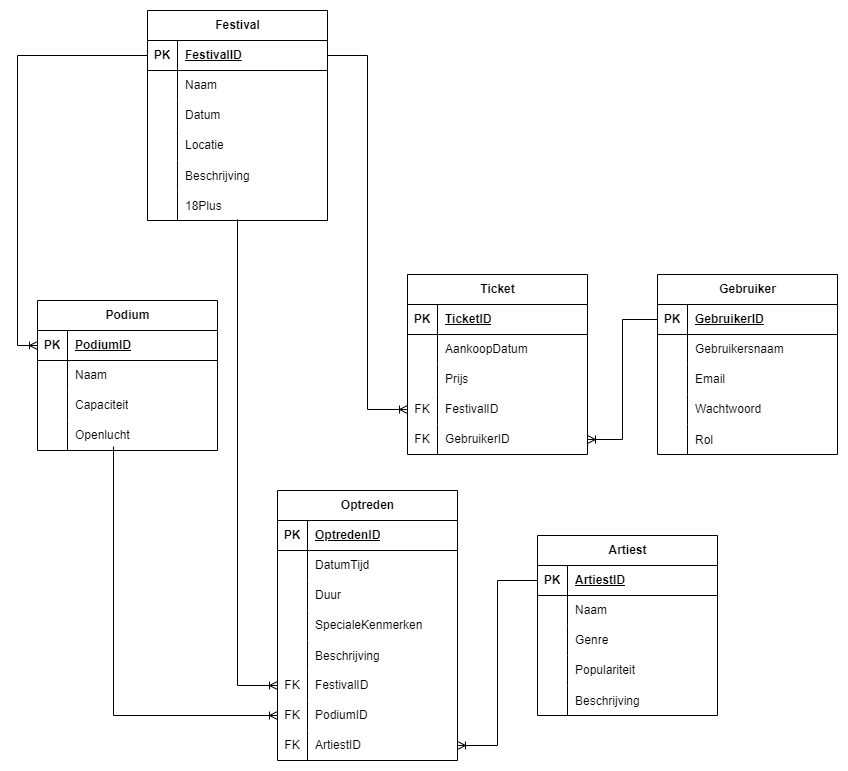 Festival
PK FestivalID
Naam
Datum
Locatie
Beschrijving
18Plus
Ticket
PK TicketID
AankoopDatum
Prijs
FK FestivalID
FK GebruikerID
Gebruiker
PK GebruikerID
Gebruikersnaam
Email
Wachtwoord
Rol
Podium
PK PodiumID
Naam
Capaciteit
Openlucht
Optreden
PK OptredenID
DatumTijd
Duur
SpecialeKenmerken
Beschrijving
FK FestivalID
FK PodiumID
FK ArtiestID
Artiest
PK ArtiestID
Naam
Genre
Populariteit
Beschrijving